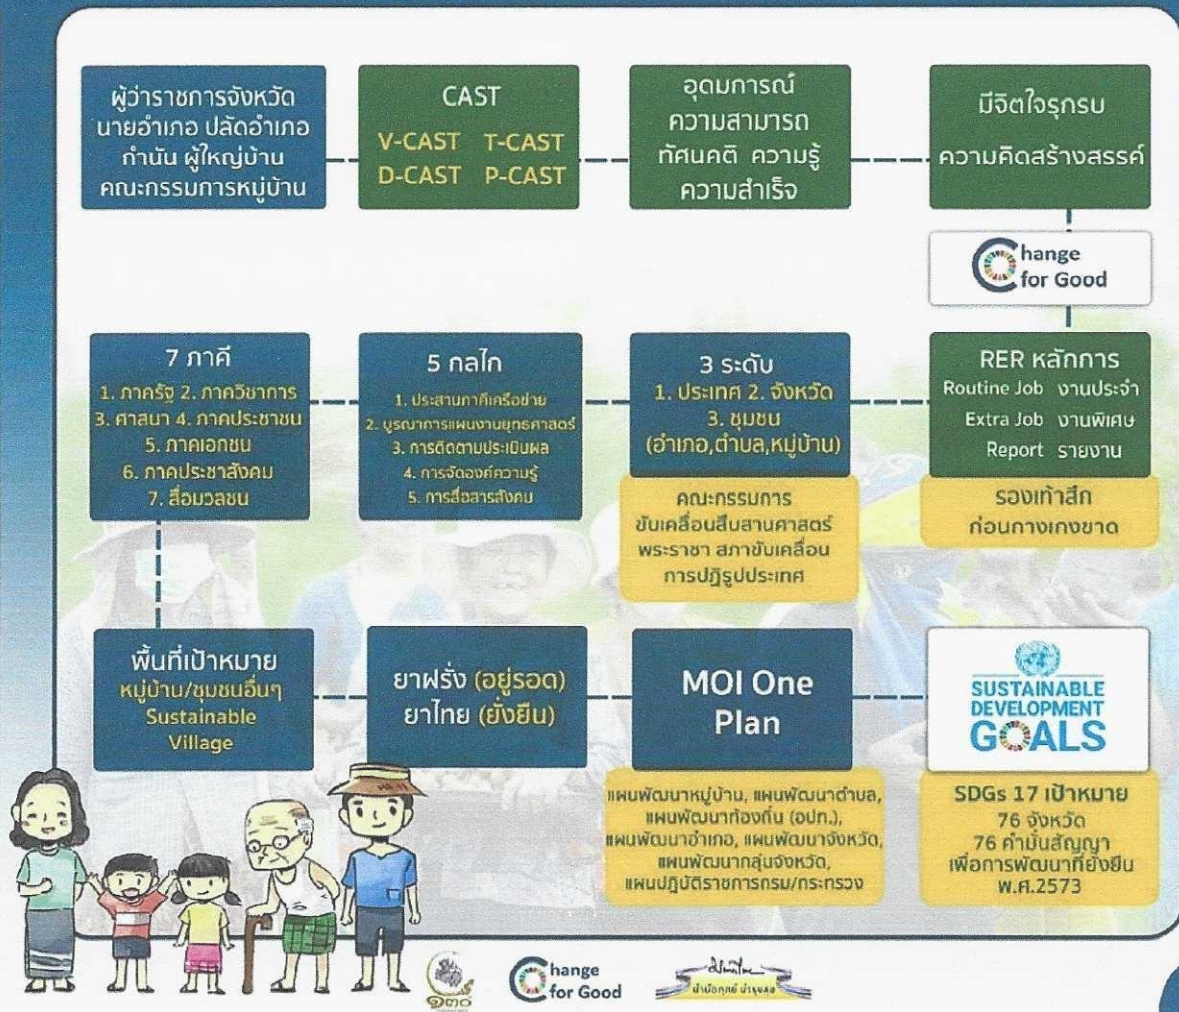 ผู้ว่าราชการจังหวัด
นายอำเภอ ปลัดอำเภอ
กำนัน ผู้ใหญ่บ้าน
คณะกรรมการหมู่บ้าน
CAST
V-CAST T-CAST
D-CAST P-CAST
อุดมการณ์
ความสามารถ
ทัศนคติ ความรู้
ความสำเร็จ
มีจิตใจรุกรบ
ความคิดสร้างสรรค์
Change
for Good
7 ภาคี
1. ภาครัฐ 2. ภาควิชาการ
3. ศาสนา 4. ภาคประชาชน
5. ภาคเอกชน
6. ภาคประชาสังคม
7. สื่อมวลชน
5 กลไก
1. ประสานภาคีเครือข่าย
2. บูรณาการแผนงานยุทธศาสตร์
3. การติดตามประเมินผล
4. การจัดองค์ความรู้
5. การสื่อสารสังคม
3 ระดับ
1. ประเทศ 2. จังหวัด
3. ชุมชน
(อำเภอ,ตำบล,หมู่บ้าน)
คณะกรรมการ
ขับเคลื่อนสืบสานศาสตร์
พระราชา สภาขับเคลื่อน
การปฏิรูปประเทศ
RER หลักการ
Routine Job งานประจำ
Extra Job งานพิเศษ
Report รายงาน
รองเท้าสึก
ก่อนกางเกงขาด
พื้นที่เป้าหมาย
หมู่บ้าน/ชุมชนอื่นๆ
Sustainable
Village
ยาฝรั่ง (อยู่รอด)
ยาไทย (ยั่งยืน)
MOI One
Plan
แผนพัฒนาหมู่บ้าน, แผนพัฒนาตำบล,
แผนพัฒนาท้องถิ่น (อปท.),
แผนพัฒนาอำเภอ, แผนพัฒนาจังหวัด,
แผนพัฒนากลุ่มจังหวัด,
แผนปฏิบัติราชการกรม/กระทรวง
SUSTAINABLE
DEVELOPMENT
GOALS
SDGs 17 เป้าหมาย
76 จังหวัด
76 คำมั่นสัญญา
เพื่อการพัฒนาที่ยั่งยืน
พ.ศ.2573
๑๓๐
Change
for Good
บำบัดทุกข์ บำรุงสุข